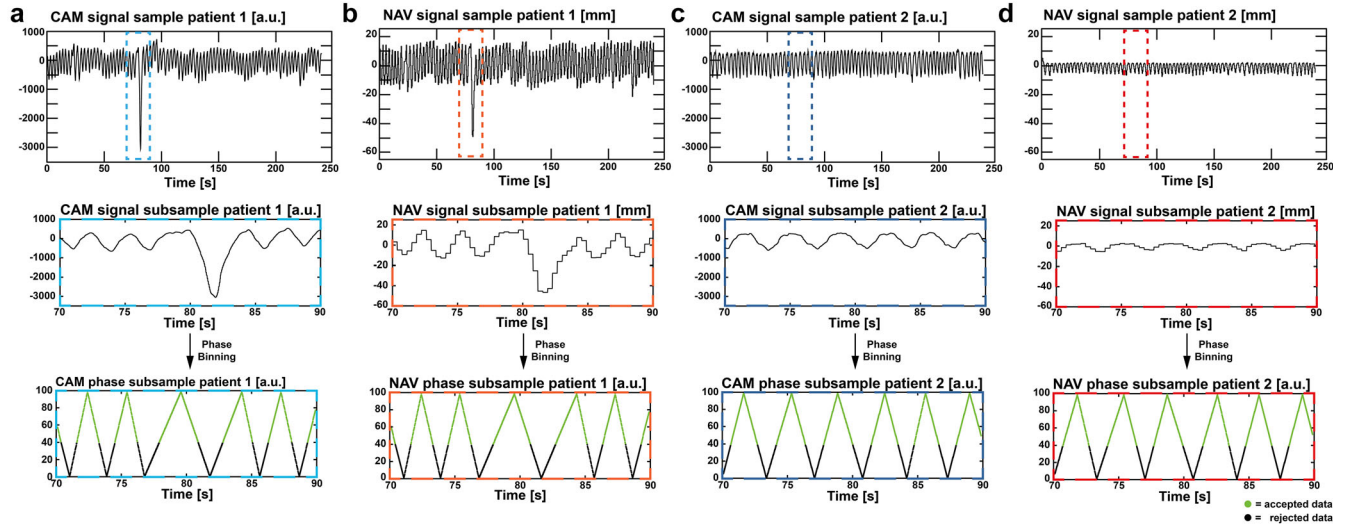 a
CAM signal sample patient 1 [a.u.]
1000
0
-1000
-2000
-3000
0 50 100 150 200 250
Time [s]
CAM signal subsample patient 1 [a.u.]
1000
0
-1000
-2000
-3000
70 75 80 85 90
Time [s]
Phase
Binning
CAM phase subsample patient 1 [a.u.]
100
80
60
40
20
0
70 75 80 85 90
Time [s]
b
NAV signal sample patient 1 [mm]
20
0
-20
-40
-60
0 50 100 150 200 250
Time [s]
NAV signal subsample patient 1 [mm]
20
0
-20
-40
-60
70 75 80 85 90
Time [s]
Phase
Binning
NAV phase subsample patient 1 [a.u.]
100
80
60
40
20
0
70 75 80 85 90
Time [s]
c
CAM signal sample patient 2 [a.u.]
1000
0
-1000
-2000
-3000
0 50 100 150 200 250
Time [s]
CAM signal subsample patient 2 [a.u.]
1000
0
-1000
-2000
-3000
70 75 80 85 90
Time [s]
Phase
Binning
CAM phase subsample patient 2 [a.u.]
100
80
60
40
20
0
70 75 80 85 90
Time [s]
d
NAV signal sample patient 2 [mm]
20
0
-20
-40
-60
0 50 100 150 200 250
Time [s]
NAV signal subsample patient 2 [mm]
20
0
-20
-40
-60
70 75 80 85 90
Time [s]
Phase
Binning
NAV phase subsample patient 2 [a.u.]
100
80
60
40
20
0
70 75 80 85 90
Time [s]
= accepted data
= rejected data